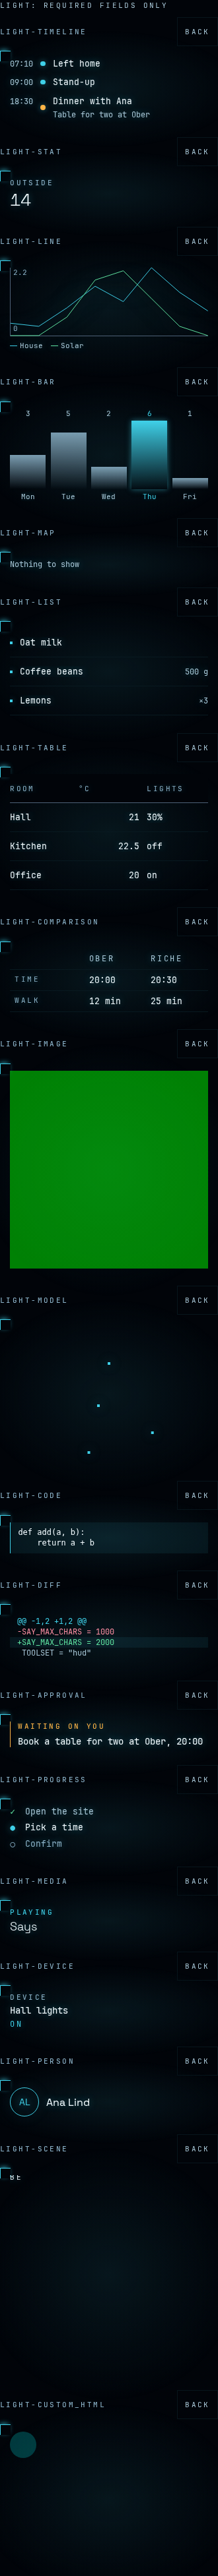 LIGHT: REQUIRED FIELDS ONLY
LIGHT-TIMELINE BACK
07:10 Left home
09:00 Stand-up
18:30 Dinner with Ana
Table for two at Ober
LIGHT-STAT BACK
OUTSIDE
14
LIGHT-LINE BACK
2.2
0
House Solar
LIGHT-BAR BACK
3 5 2 6 1
Mon Tue Wed Thu Fri
LIGHT-MAP BACK
Nothing to show
LIGHT-LIST BACK
Oat milk
Coffee beans 500 g
Lemons ×3
LIGHT-TABLE BACK
ROOM °C LIGHTS
Hall 21 30%
Kitchen 22.5 off
Office 20 on
LIGHT-COMPARISON BACK
OBER RICHE
TIME 20:00 20:30
WALK 12 min 25 min
LIGHT-IMAGE BACK
LIGHT-MODEL BACK
LIGHT-CODE BACK
def add(a, b):
return a + b
LIGHT-DIFF BACK
@@ -1,2 +1,2 @@
-SAY_MAX_CHARS = 1000
+SAY_MAX_CHARS = 2000
TOOLSET = "hud"
LIGHT-APPROVAL BACK
WAITING ON YOU
Book a table for two at Ober, 20:00
LIGHT-PROGRESS BACK
✓ Open the site
Pick a time
Confirm
LIGHT-MEDIA BACK
PLAYING
Says
LIGHT-DEVICE BACK
DEVICE
Hall lights
ON
LIGHT-PERSON BACK
AL Ana Lind
LIGHT-SCENE BACK
LIGHT-CUSTOM_HTML BACK